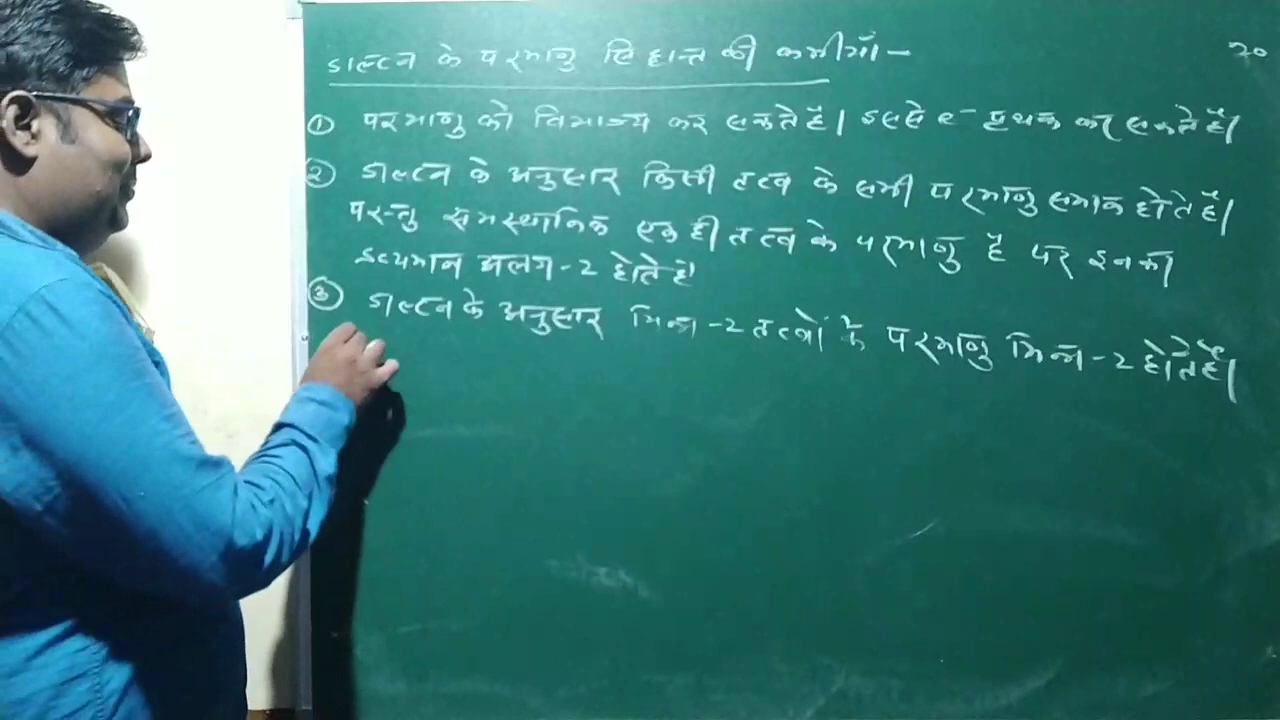 डाल्टन के परमाणु सिद्धान्त की कमीयाँ - 20
① परमाणु को विभाज्य कर सकते हैं। इससे e⁻ पृथक कर सकते हैं।
② डाल्टन के अनुसार किसी तत्व के सभी परमाणु समान होते हैं।
परन्तु समस्थानिक एक ही तत्व के परमाणु है पर इनका
द्रव्यमान अलग-2 होते है
③ डाल्टन के अनुसार भिन्न-2 तत्वों के परमाणु भिन्न-2 होते हैं।